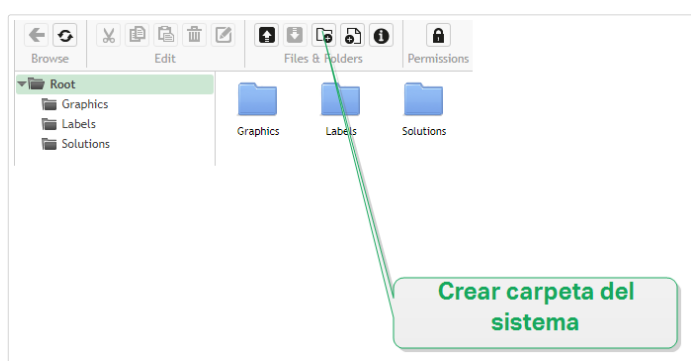 Browse
Edit
Files & Folders
Permissions
Root
Graphics
Labels
Solutions
Graphics
Labels
Solutions
Crear carpeta del
sistema